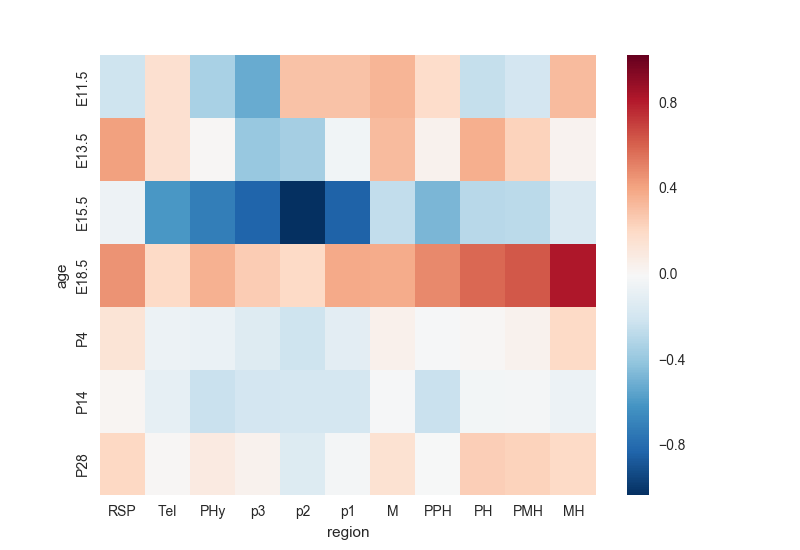 age
E11.5
E13.5
E15.5
E18.5
P4
P14
P28
RSP Tel PHy p3 p2 p1 M PPH PH PMH MH
region
0.8
0.4
0.0
−0.4
−0.8